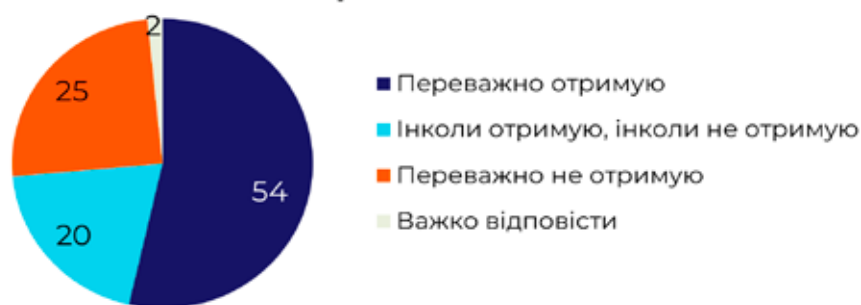 2
25
54
20
Переважно отримую
Інколи отримую, інколи не отримую
Переважно не отримую
Важко відповісти